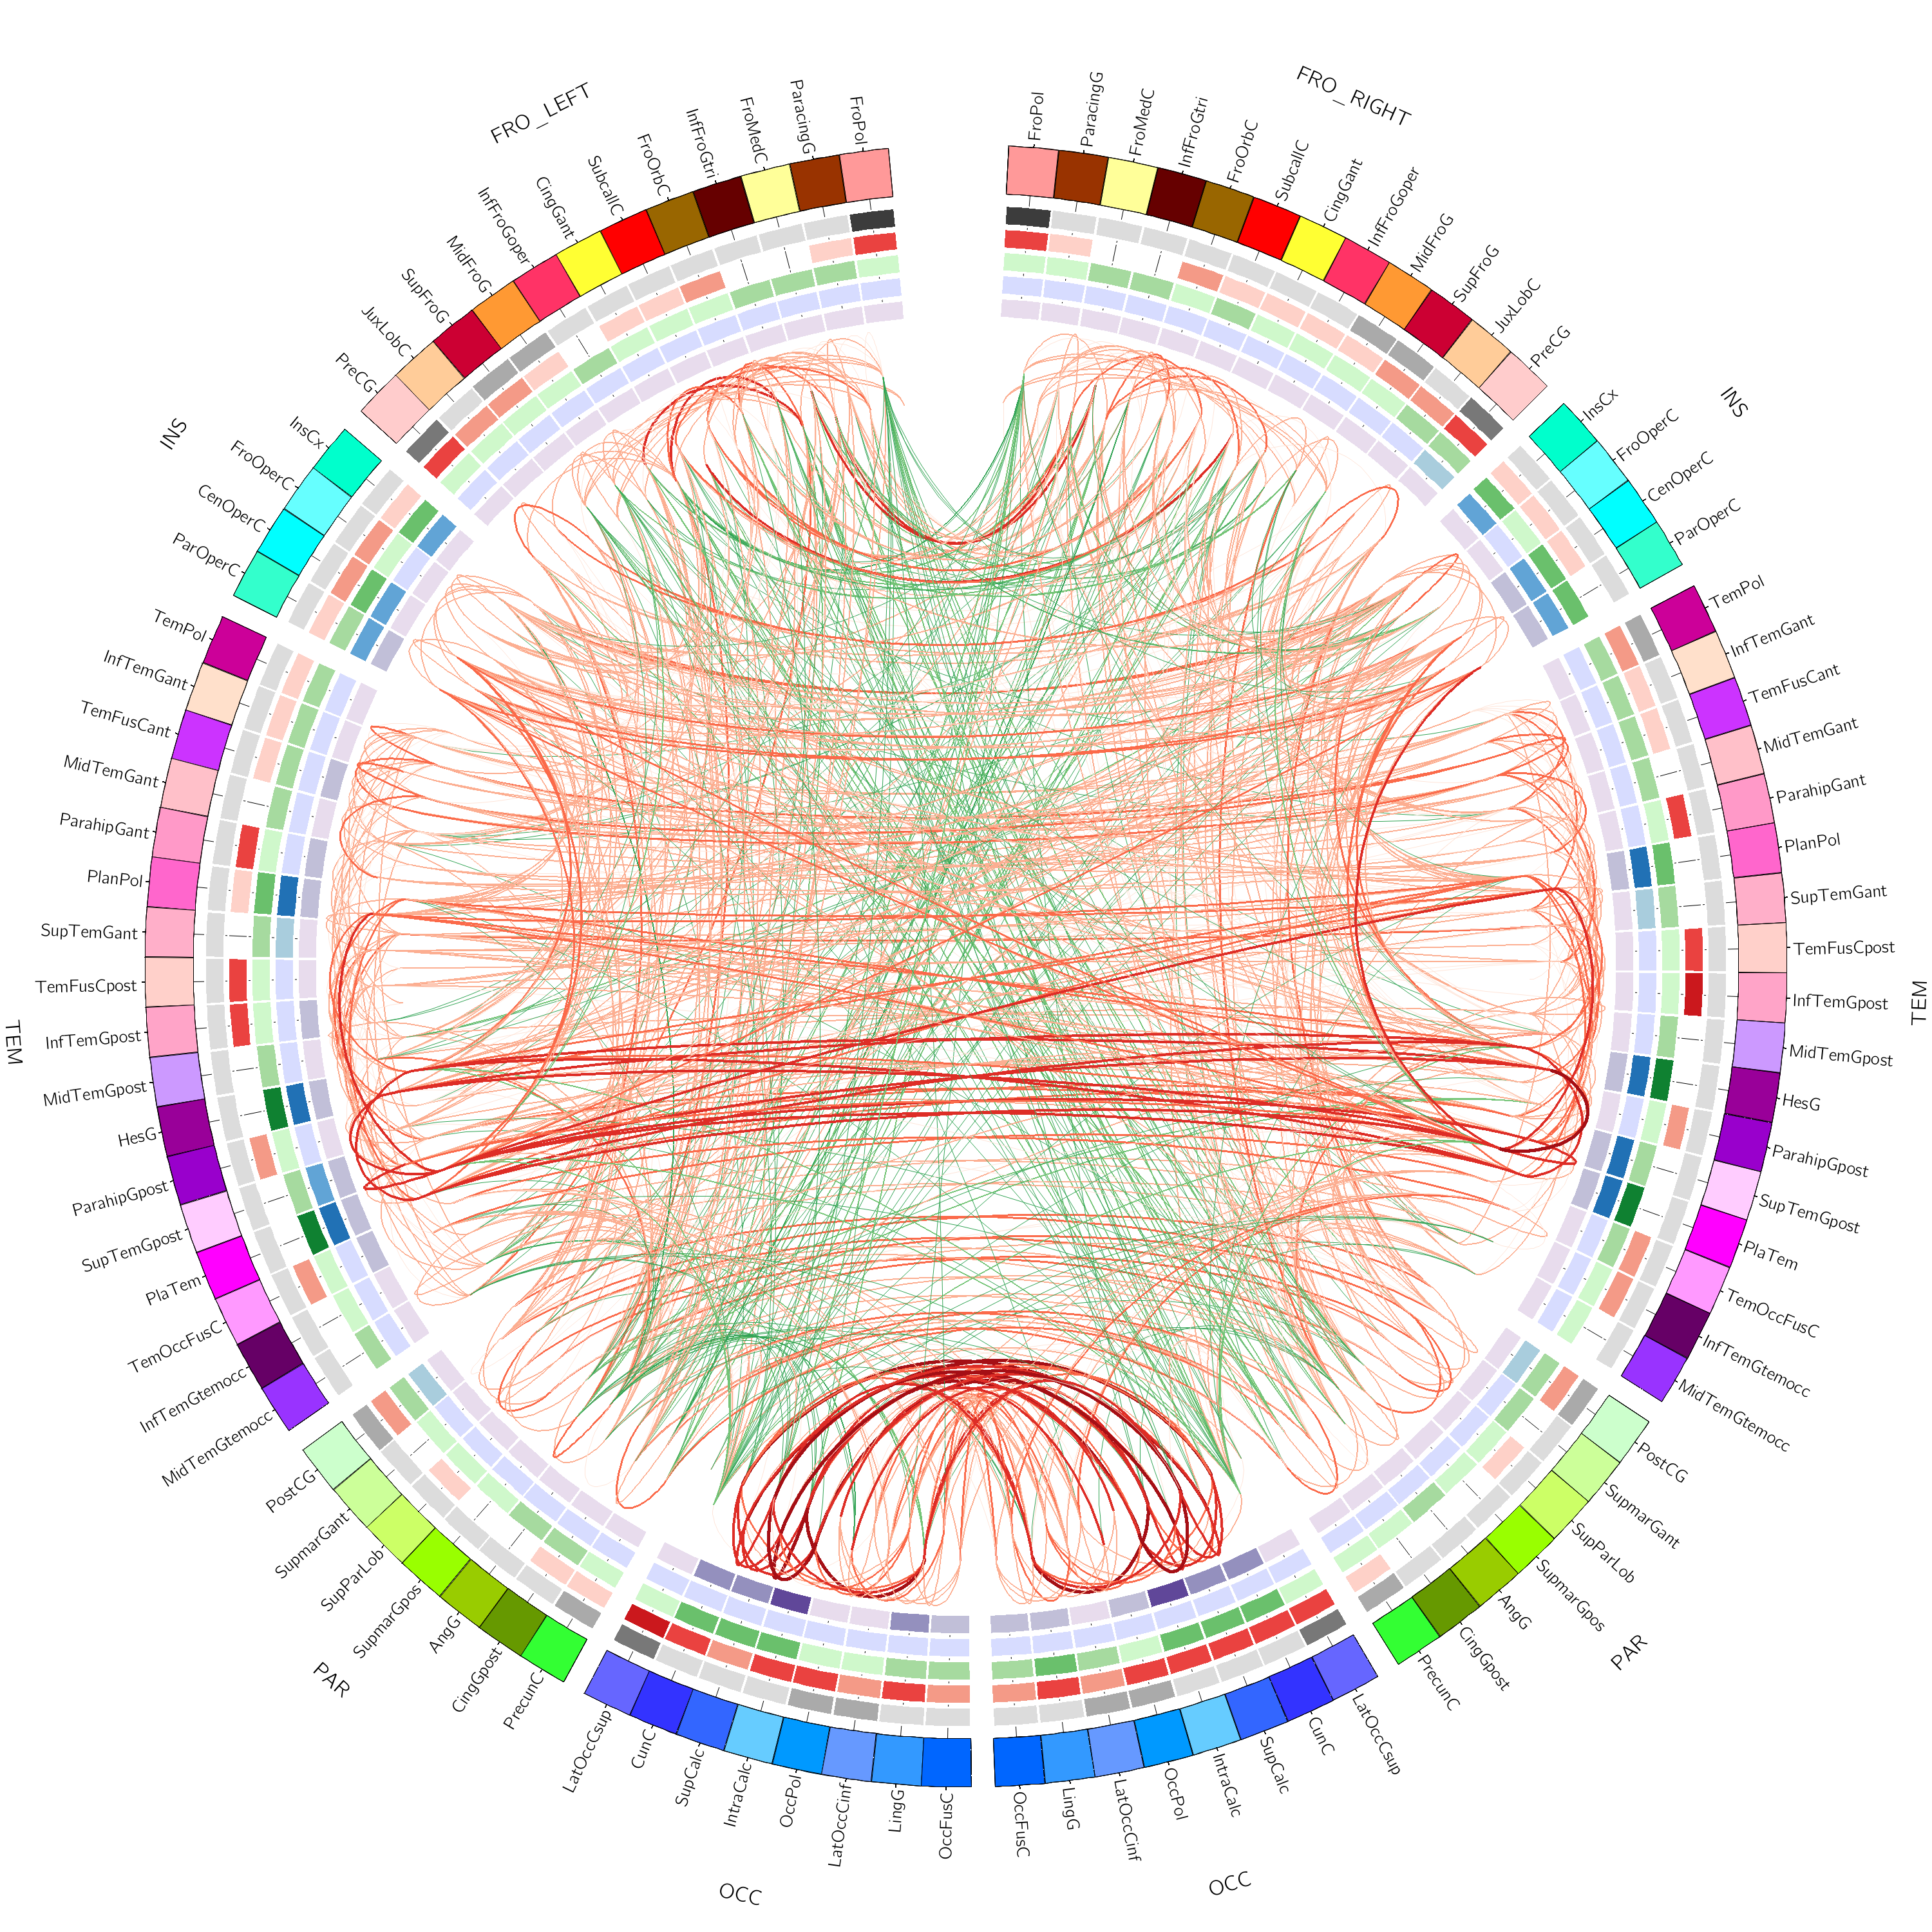 FRO_LEFT
FroPol
ParacingG
FroMedC
InfFroGtri
FroOrbC
SubcallC
CingGant
InfFroGoper
MidFroG
SupFroG
JuxLobC
PreCG
INS
InsCx
FroOperC
CenOperC
ParOperC
TEM
TemPol
InfTemGant
TemFusCant
MidTemGant
ParahipGant
PlanPol
SupTemGant
TemFusCpost
InfTemGpost
MidTemGpost
HesG
ParahipGpost
SupTemGpost
PlaTem
TemOccFusC
InfTemGtemocc
MidTemGtemocc
PAR
PostCG
SupmarGant
SupParLob
SupmarGpos
AngG
CingGpost
PrecunC
OCC
LatOccCsup
CunC
SupCalc
IntraCalc
OccPol
LatOccCinf
LingG
OccFusC
FRO_RIGHT
FroPol
ParacingG
FroMedC
InfFroGtri
FroOrbC
SubcallC
CingGant
InfFroGoper
MidFroG
SupFroG
JuxLobC
PreCG
INS
InsCx
FroOperC
CenOperC
ParOperC
TEM
TemPol
InfTemGant
TemFusCant
MidTemGant
ParahipGant
PlanPol
SupTemGant
TemFusCpost
InfTemGpost
MidTemGpost
HesG
ParahipGpost
SupTemGpost
PlaTem
TemOccFusC
InfTemGtemocc
MidTemGtemocc
PAR
PostCG
SupmarGant
SupParLob
SupmarGpos
AngG
CingGpost
PrecunC
OCC
LatOccCsup
CunC
SupCalc
IntraCalc
OccPol
LatOccCinf
LingG
OccFusC